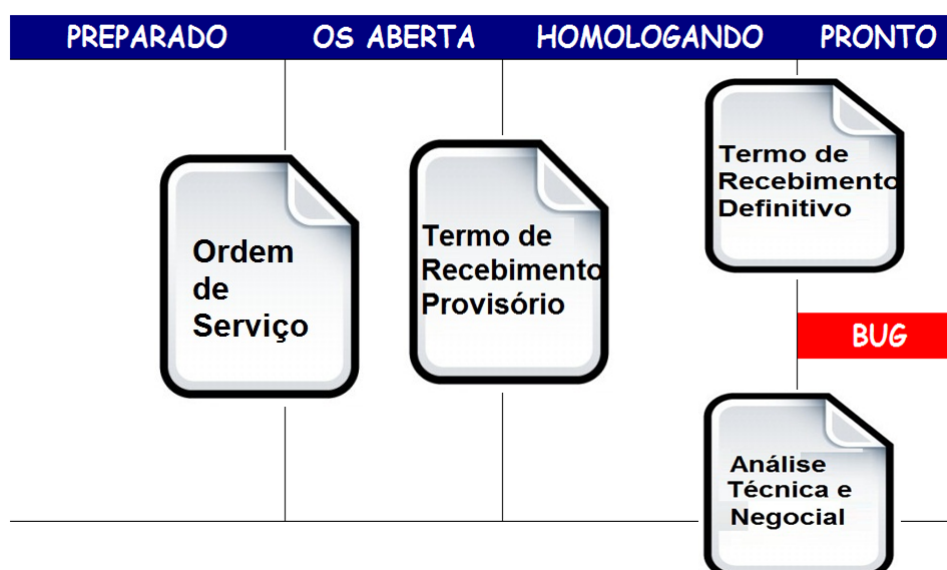 PREPARADO OS ABERTA HOMOLOGANDO PRONTO
Ordem
de
Serviço
Termo de
Recebimento
Provisório
Termo de
Recebimento
Definitivo
BUG
Análise
Técnica e
Negocial